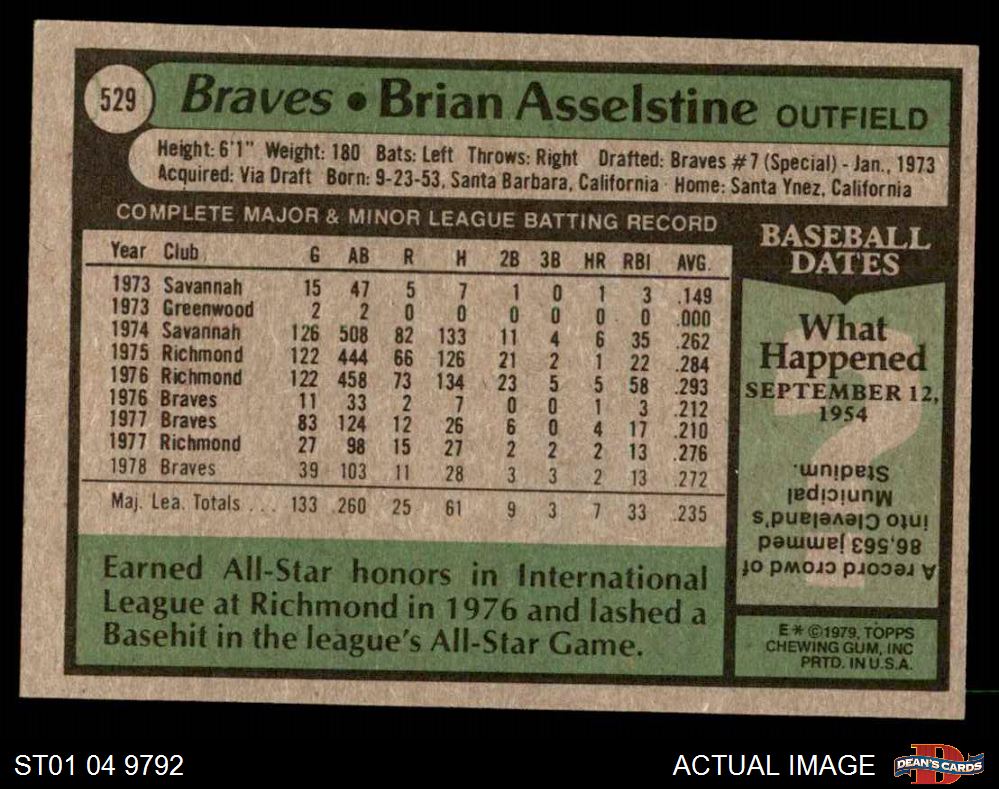 529 Braves • Brian Asselstine OUTFIELD
Height: 6'1" Weight: 180 Bats: Left Throws: Right Drafted: Braves #7 (Special) - Jan., 1973
Acquired: Via Draft Born: 9-23-53, Santa Barbara, California Home: Santa Ynez, California
COMPLETE MAJOR & MINOR LEAGUE BATTING RECORD
Year Club G AB R H 2B 3B HR RBI AVG.
1973 Savannah 15 47 5 7 1 0 1 3 .149
1973 Greenwood 2 2 0 0 0 0 0 0 .000
1974 Savannah 126 508 82 133 11 4 6 35 .262
1975 Richmond 122 444 66 126 21 2 1 22 .284
1976 Richmond 122 458 73 134 23 5 5 58 .293
1976 Braves 11 33 2 7 0 0 1 3 .212
1977 Braves 83 124 12 26 6 0 4 17 .210
1977 Richmond 27 98 15 27 2 2 2 13 .276
1978 Braves 39 103 11 28 3 3 2 13 .272
Maj. Lea. Totals ... 133 260 25 61 9 3 7 33 .235
Earned All-Star honors in International
League at Richmond in 1976 and lashed a
Basehit in the league's All-Star Game.
BASEBALL
DATES
What
Happened
SEPTEMBER 12,
1954
?
A record crowd of
86,563 jammed
into Cleveland's
Municipal
Stadium.
E * ©1979, TOPPS
CHEWING GUM, INC
PRTD. IN U.S.A.
ST01 04 9792
ACTUAL IMAGE
D
DEAN'S CARDS